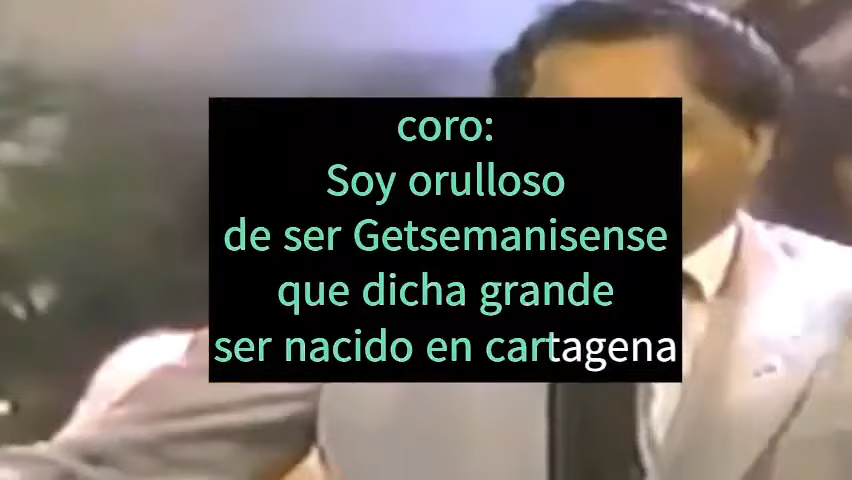 coro:
Soy orulloso
de ser Getsemanisense
que dicha grande
ser nacido en cartagena